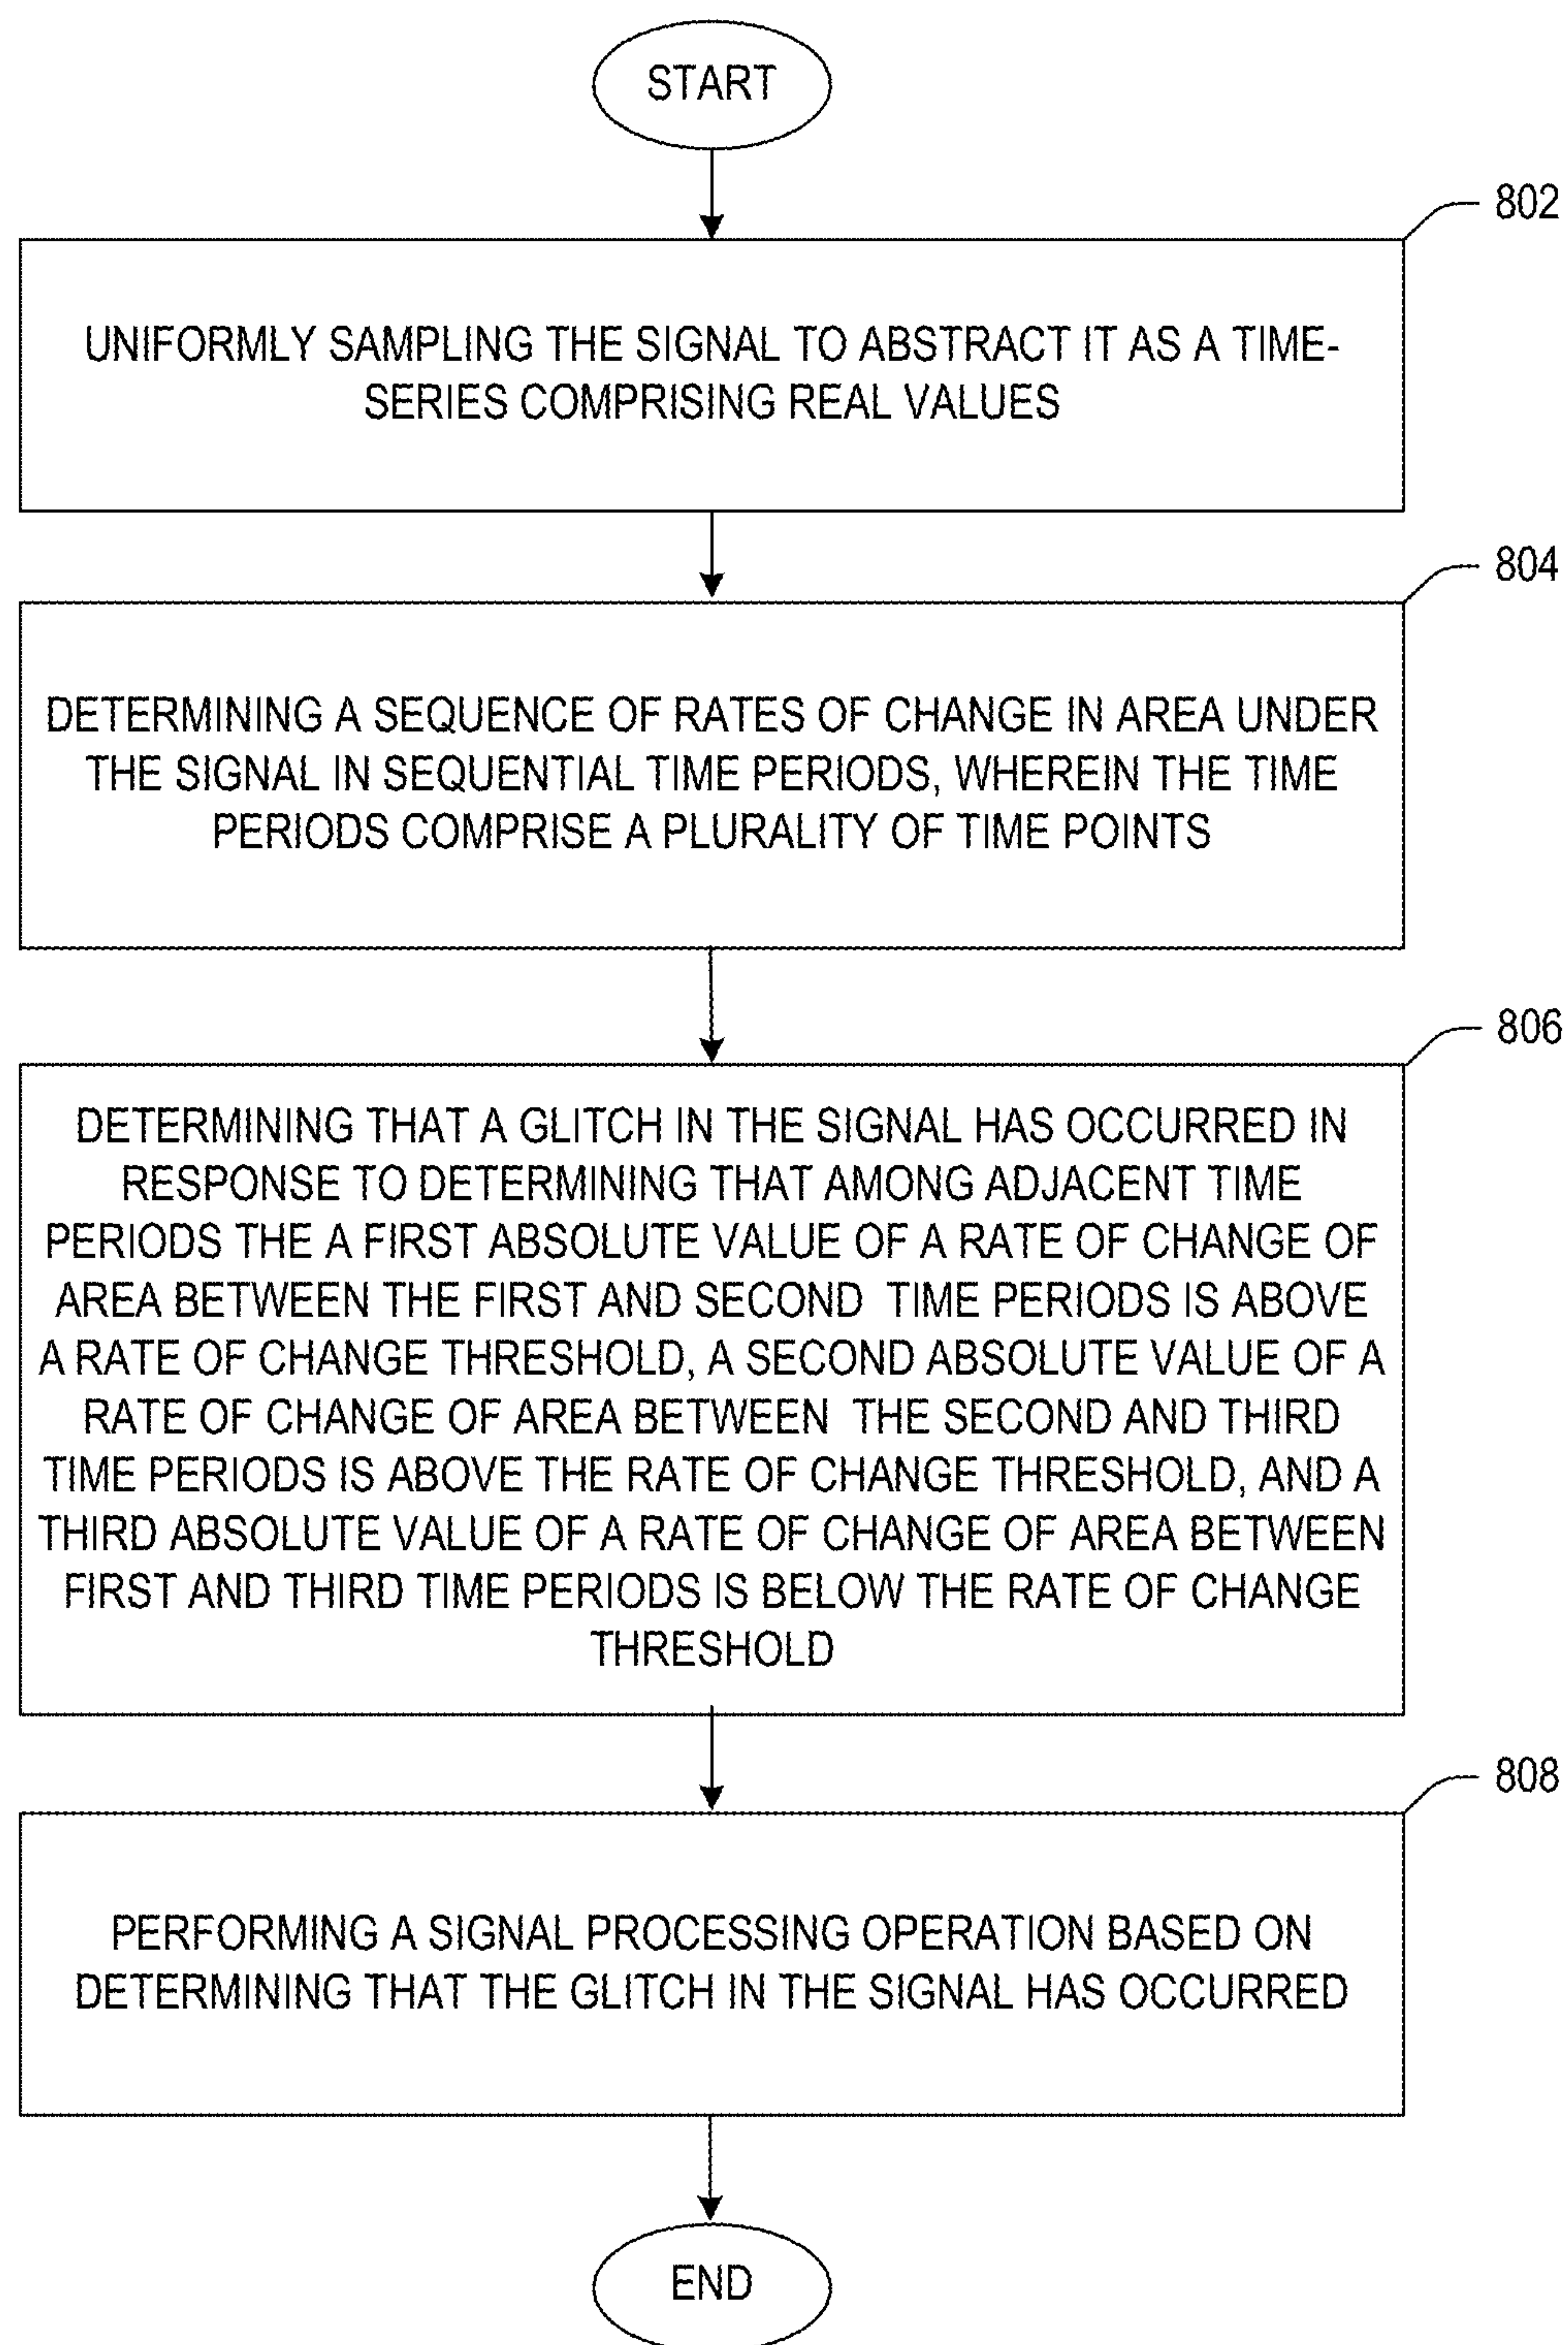 START
802
UNIFORMLY SAMPLING THE SIGNAL TO ABSTRACT IT AS A TIME-
SERIES COMPRISING REAL VALUES
804
DETERMINING A SEQUENCE OF RATES OF CHANGE IN AREA UNDER
THE SIGNAL IN SEQUENTIAL TIME PERIODS, WHEREIN THE TIME
PERIODS COMPRISE A PLURALITY OF TIME POINTS
806
DETERMINING THAT A GLITCH IN THE SIGNAL HAS OCCURRED IN
RESPONSE TO DETERMINING THAT AMONG ADJACENT TIME
PERIODS THE A FIRST ABSOLUTE VALUE OF A RATE OF CHANGE OF
AREA BETWEEN THE FIRST AND SECOND TIME PERIODS IS ABOVE
A RATE OF CHANGE THRESHOLD, A SECOND ABSOLUTE VALUE OF A
RATE OF CHANGE OF AREA BETWEEN THE SECOND AND THIRD
TIME PERIODS IS ABOVE THE RATE OF CHANGE THRESHOLD, AND A
THIRD ABSOLUTE VALUE OF A RATE OF CHANGE OF AREA BETWEEN
FIRST AND THIRD TIME PERIODS IS BELOW THE RATE OF CHANGE
THRESHOLD
808
PERFORMING A SIGNAL PROCESSING OPERATION BASED ON
DETERMINING THAT THE GLITCH IN THE SIGNAL HAS OCCURRED
END